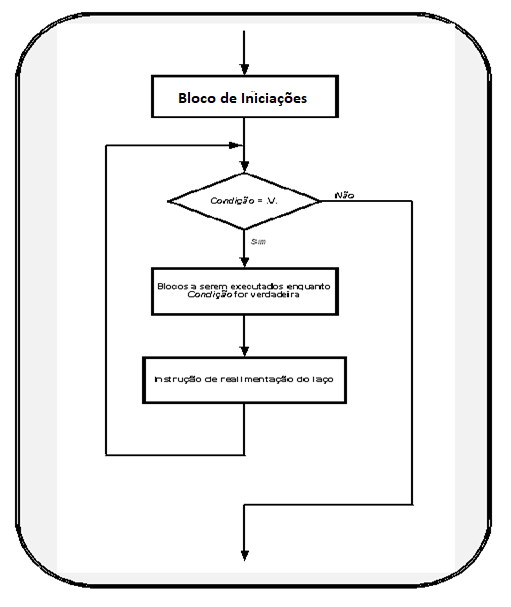 Bloco de Iniciações
Condição = .V.
Não
Sim
Blocos a serem executados enquanto
Condição for verdadeira
Instrução de realimentação do laço